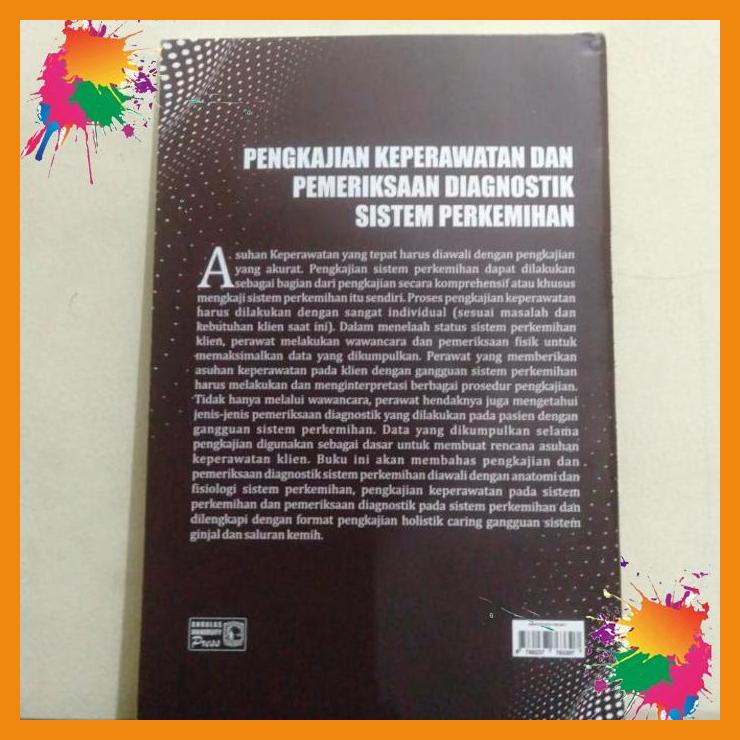 PENGKAJIAN KEPERAWATAN DAN
PEMERIKSAAN DIAGNOSTIK
SISTEM PERKEMIHAN
Asuhan Keperawatan yang tepat harus diawali dengan pengkajian
yang akurat. Pengkajian sistem perkemihan dapat dilakukan
sebagai bagian dari pengkajian secara komprehensif atau khusus
mengkaji sistem perkemihan itu sendiri. Proses pengkajian keperawatan
harus dilakukan dengan sangat individual (sesuai masalah dan
kebutuhan klien saat ini). Dalam menelaah status sistem perkemihan
klien, perawat melakukan wawancara dan pemeriksaan fisik untuk
memaksimalkan data yang dikumpulkan. Perawat yang memberikan
asuhan keperawatan pada klien dengan gangguan sistem perkemihan
harus melakukan dan menginterpretasi berbagai prosedur pengkajian.
Tidak hanya melalui wawancara, perawat hendaknya juga mengetahui
jenis-jenis pemeriksaan diagnostik yang dilakukan pada pasien dengan
gangguan sistem perkemihan. Data yang dikumpulkan selama
pengkajian digunakan sebagai dasar untuk membuat rencana asuhan
keperawatan klien. Buku ini akan membahas pengkajian dan
pemeriksaan diagnostik sistem perkemihan diawali dengan anatomi dan
fisiologi sistem perkemihan, pengkajian keperawatan pada sistem
perkemihan dan pemeriksaan diagnostik pada sistem perkemihan dan
dilengkapi dengan format pengkajian holistik caring gangguan sistem
ginjal dan saluran kemih.
ANDALAS
UNIVERSITY
Press